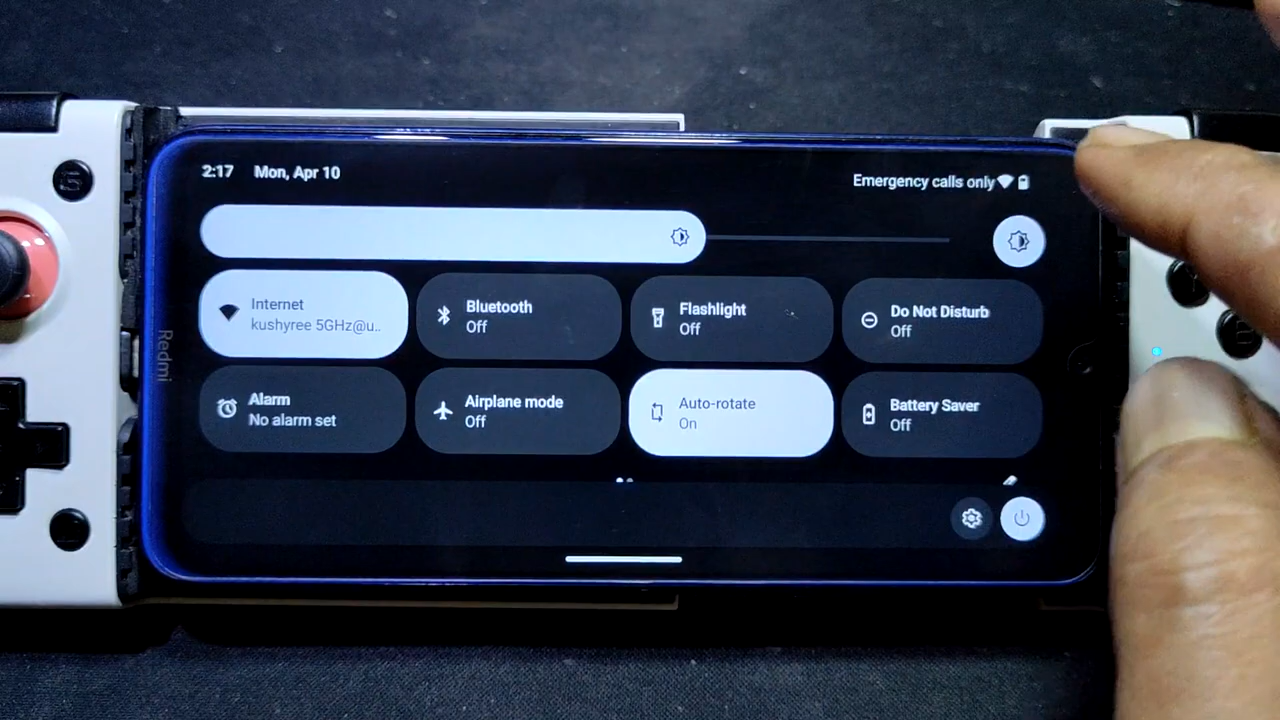 2:17 Mon, Apr 10
Emergency calls only
Internet
kushyree 5GHz@u..
Bluetooth
Off
Flashlight
Off
Do Not Disturb
Off
Alarm
No alarm set
Airplane mode
Off
Auto-rotate
On
Battery Saver
Off
Redmi